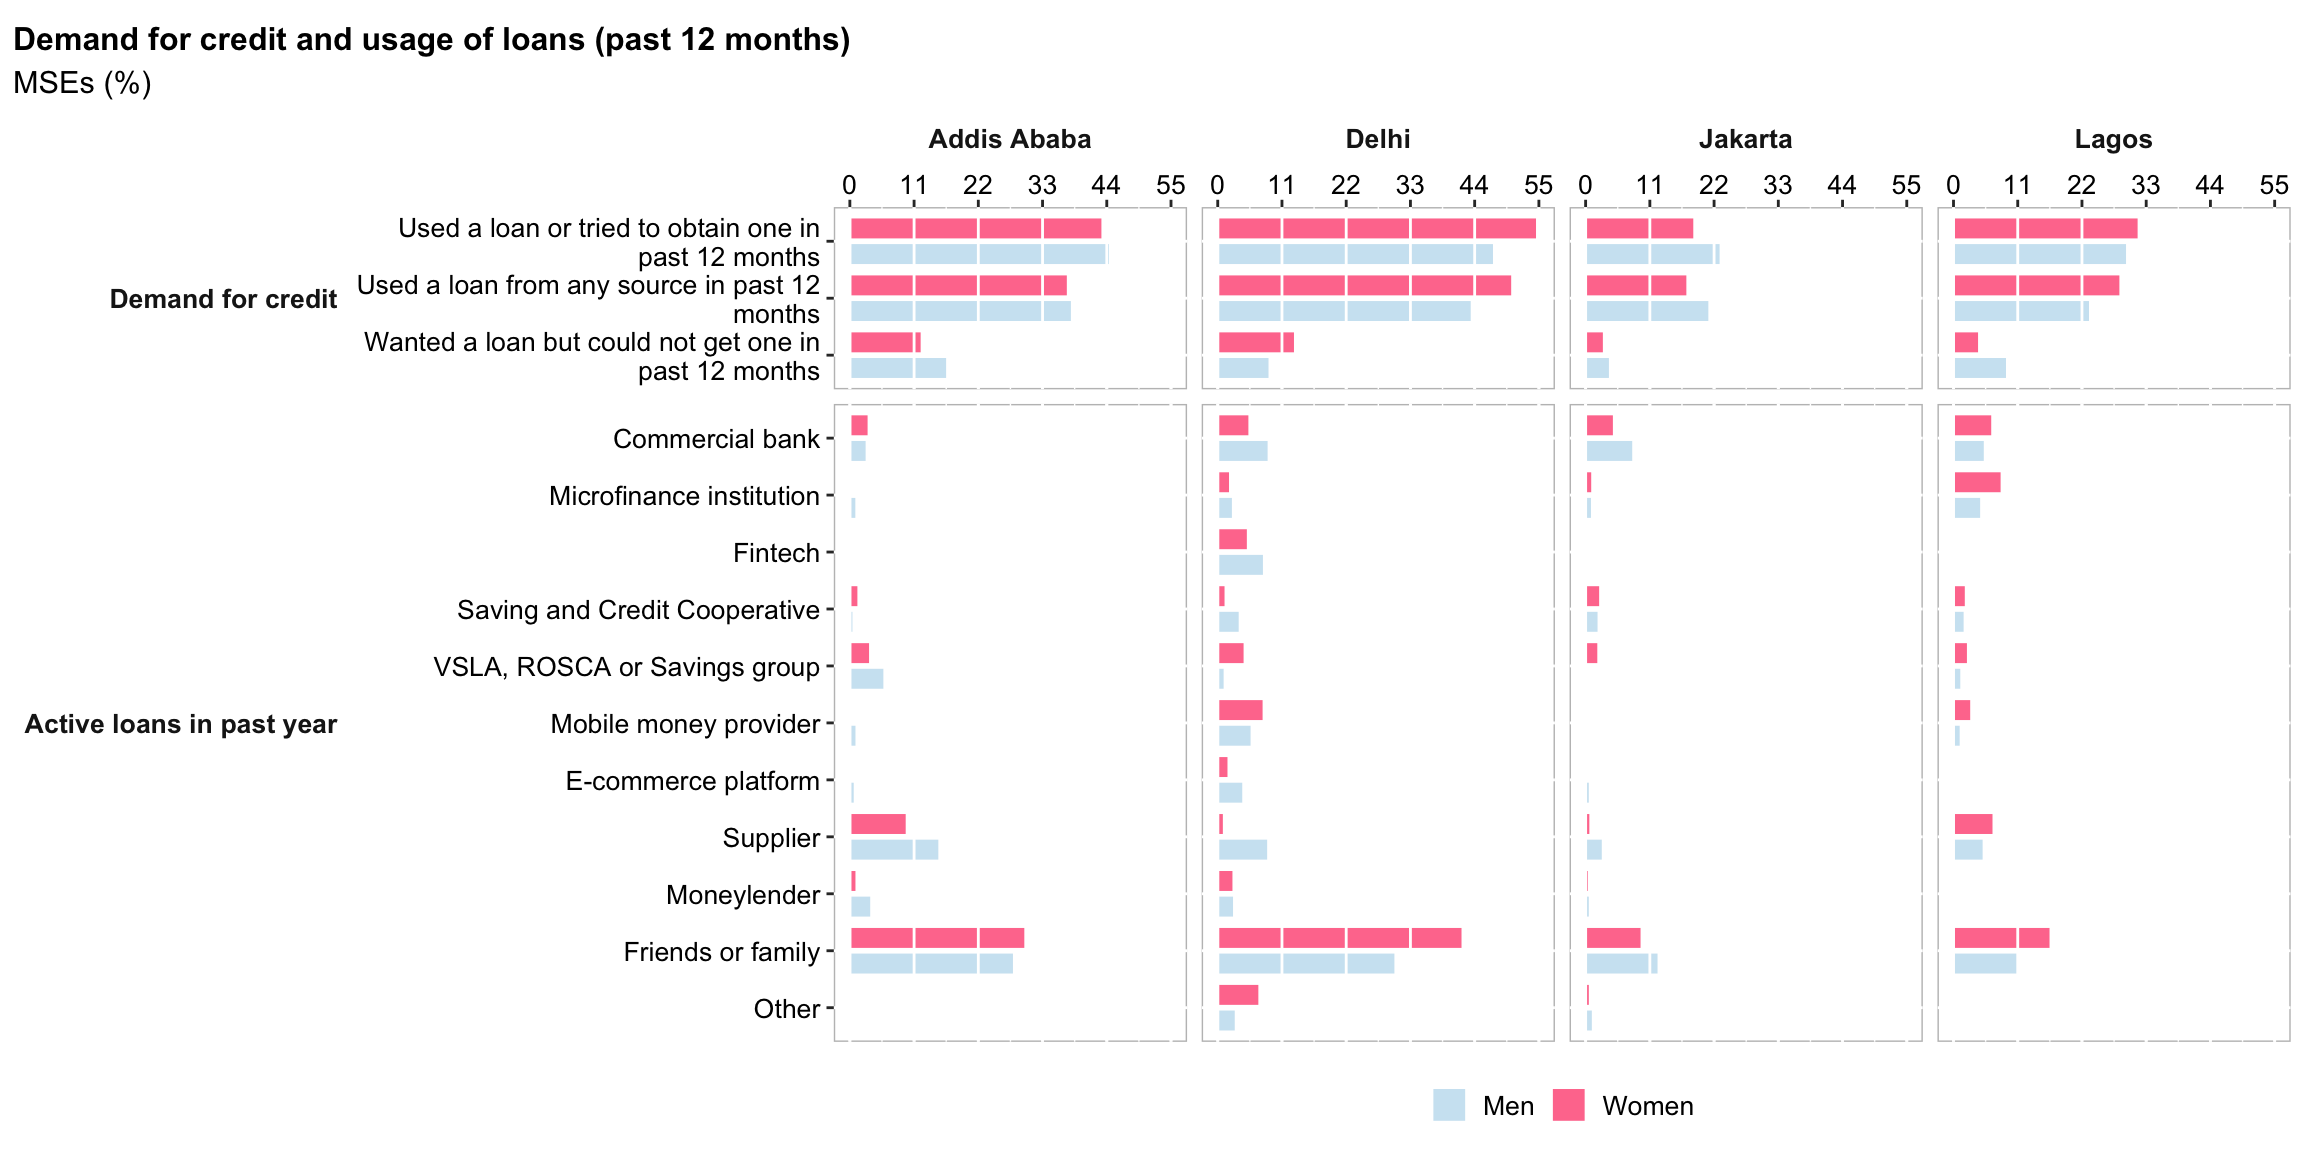 Demand for credit and usage of loans (past 12 months)
MSEs (%)
Addis Ababa
Delhi
Jakarta
Lagos
0 11 22 33 44 55
0 11 22 33 44 55
0 11 22 33 44 55
0 11 22 33 44 55
Demand for credit
Used a loan or tried to obtain one in
past 12 months
Used a loan from any source in past 12
months
Wanted a loan but could not get one in
past 12 months
Active loans in past year
Commercial bank
Microfinance institution
Fintech
Saving and Credit Cooperative
VSLA, ROSCA or Savings group
Mobile money provider
E-commerce platform
Supplier
Moneylender
Friends or family
Other
Men
Women